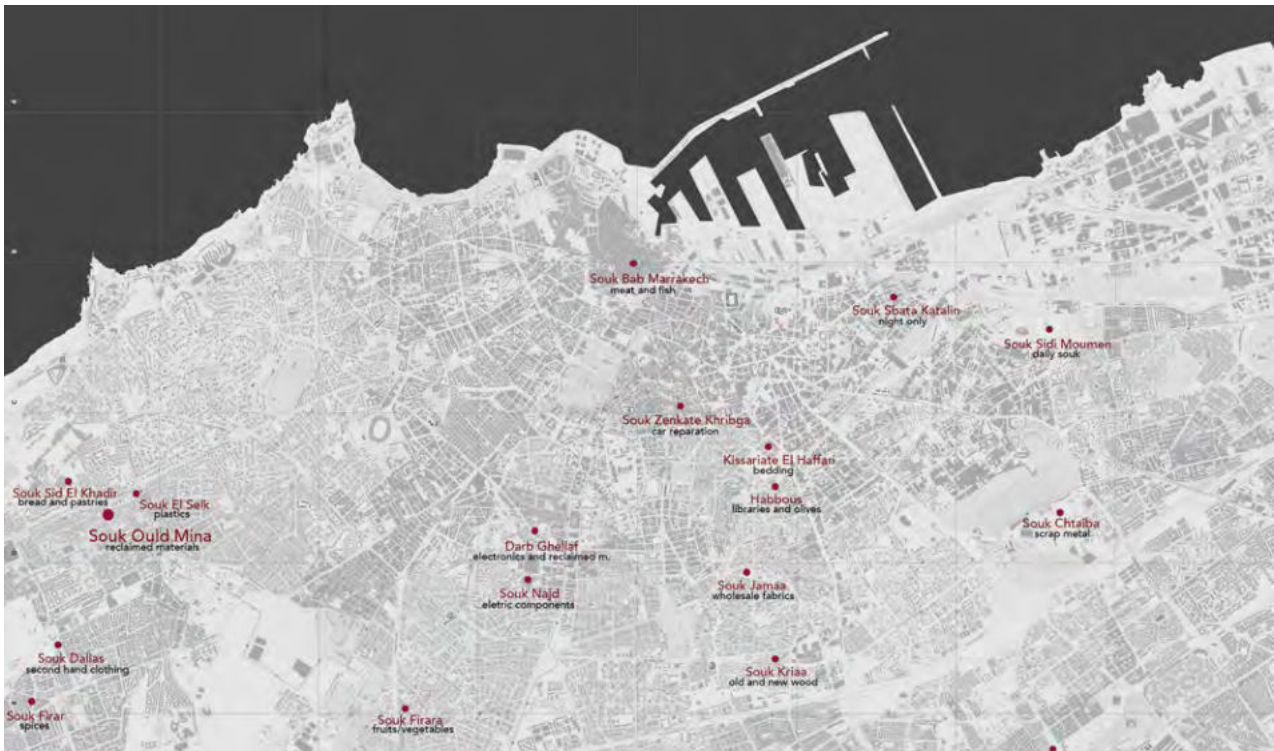 Souk Bab Marrakech
meat and fish
Souk Sbata Katalin
night only
Souk Sidi Moumen
daily souk
Souk Zenkate Khribga
car reparation
Kissariate El Haffari
bedding
Souk Sid El Khadir
bread and pastries
Souk El Selk
plastics
Habbous
libraries and olives
Souk Ould Mina
reclaimed materials
Souk Chtaiba
scrap metal
Darb Ghellaf
electronics and reclaimed m.
Souk Najd
eletric components
Souk Jamaa
wholesale fabrics
Souk Dallas
second hand clothing
Souk Kriaa
old and new wood
Souk Firar
spices
Souk Firara
fruits/vegetables